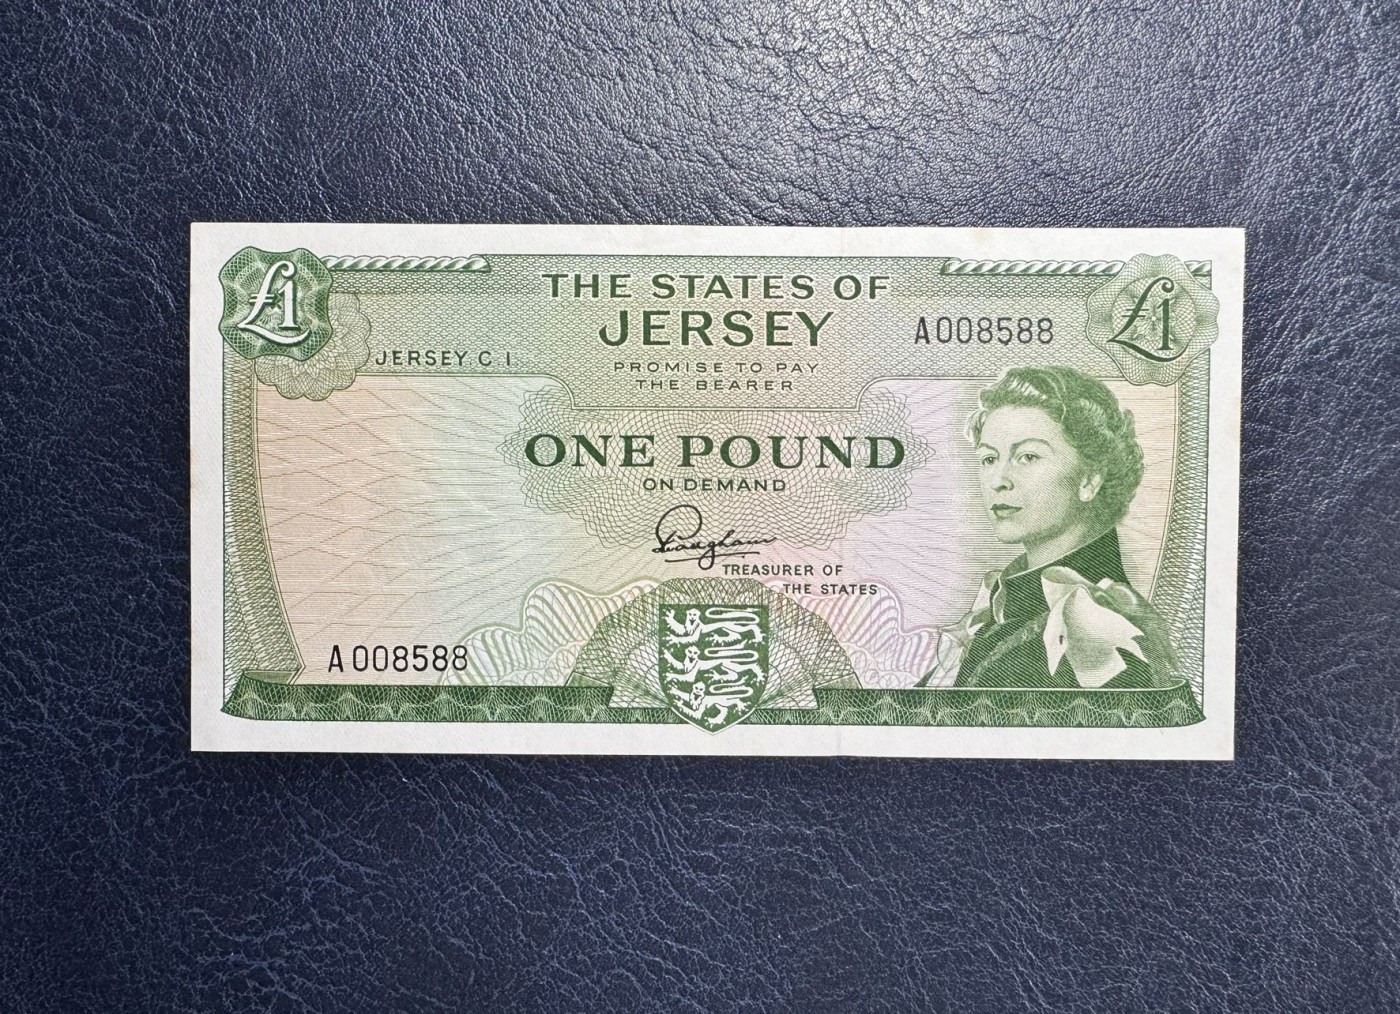 £1
THE STATES OF
JERSEY
A008588
£1
JERSEY C I
PROMISE TO PAY
THE BEARER
ONE POUND
ON DEMAND
Padgham
TREASURER OF
THE STATES
A008588